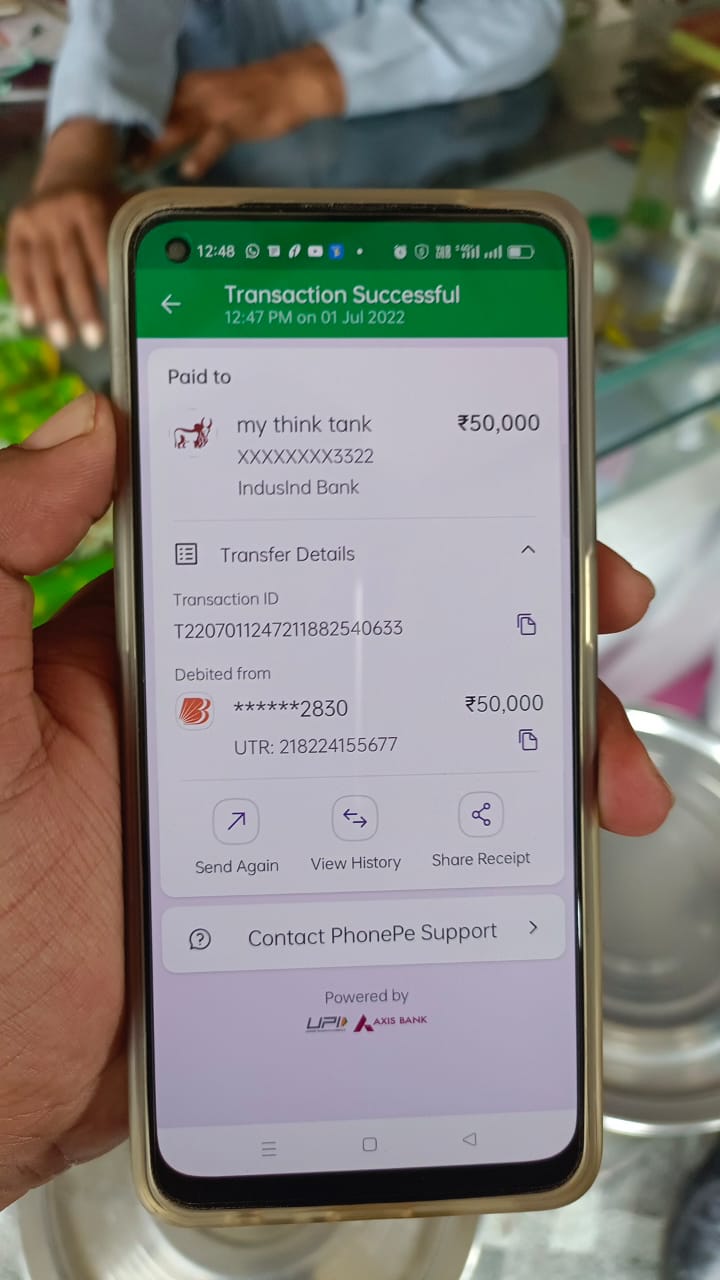 12:48
Transaction Successful
12:47 PM on 01 Jul 2022
Paid to
my think tank ₹50,000
XXXXXXXX3322
IndusInd Bank
Transfer Details
Transaction ID
T2207011247211882540633
Debited from
******2830 ₹50,000
UTR: 218224155677
Send Again View History Share Receipt
Contact PhonePe Support
Powered by
UPI AXIS BANK